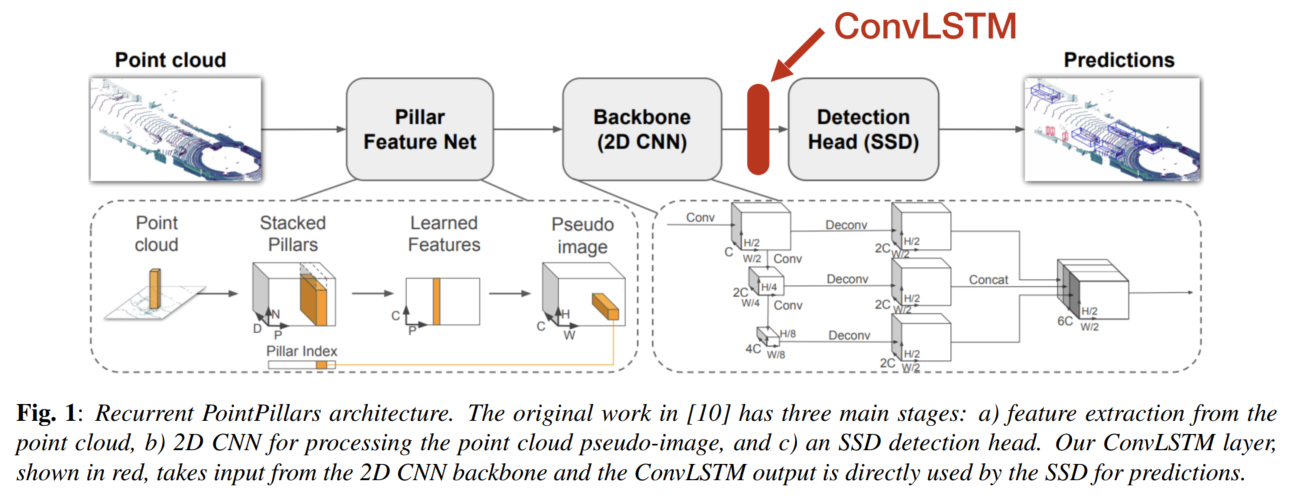 ConvLSTM
Point cloud
Predictions
Pillar
Feature Net
Backbone
(2D CNN)
Detection
Head (SSD)
Point
cloud
Stacked
Pillars
Learned
Features
Pseudo
image
D
N
P
C
P
C
H
W
Pillar Index
Conv
C
H/2
W/2
Conv
2C
H/4
W/4
Conv
4C
H/8
W/8
Deconv
2C
H/2
W/2
Deconv
2C
H/2
W/2
Deconv
2C
H/2
W/2
Concat
6C
H/2
W/2
Fig. 1: Recurrent PointPillars architecture. The original work in [10] has three main stages: a) feature extraction from the
point cloud, b) 2D CNN for processing the point cloud pseudo-image, and c) an SSD detection head. Our ConvLSTM layer,
shown in red, takes input from the 2D CNN backbone and the ConvLSTM output is directly used by the SSD for predictions.